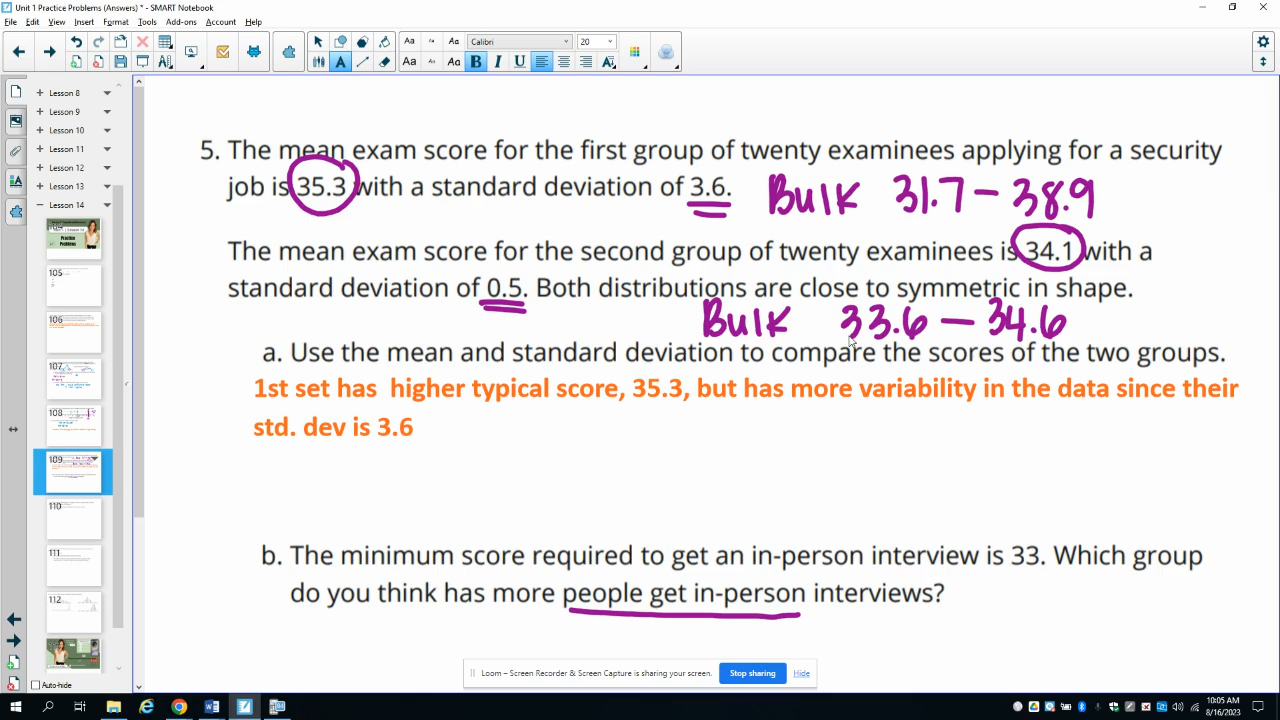 Unit 1 Practice Problems (Answers) * - SMART Notebook
File Edit View Insert Format Tools Add-ons Account Help
Calibri 20
Lesson 8
Lesson 9
Lesson 10
Lesson 11
Lesson 12
Lesson 13
Lesson 14
Practice
Problems
105
106
107
108
109
110
111
112
Auto-hide
5. The mean exam score for the first group of twenty examinees applying for a security
job is 35.3 with a standard deviation of 3.6. Bulk 31.7 - 38.9
The mean exam score for the second group of twenty examinees is 34.1 with a
standard deviation of 0.5. Both distributions are close to symmetric in shape.
Bulk 33.6 - 34.6
a. Use the mean and standard deviation to compare the scores of the two groups.
1st set has higher typical score, 35.3, but has more variability in the data since their
std. dev is 3.6
b. The minimum score required to get an in-person interview is 33. Which group
do you think has more people get in-person interviews?
Loom – Screen Recorder & Screen Capture is sharing your screen. Stop sharing Hide
10:05 AM
8/16/2023